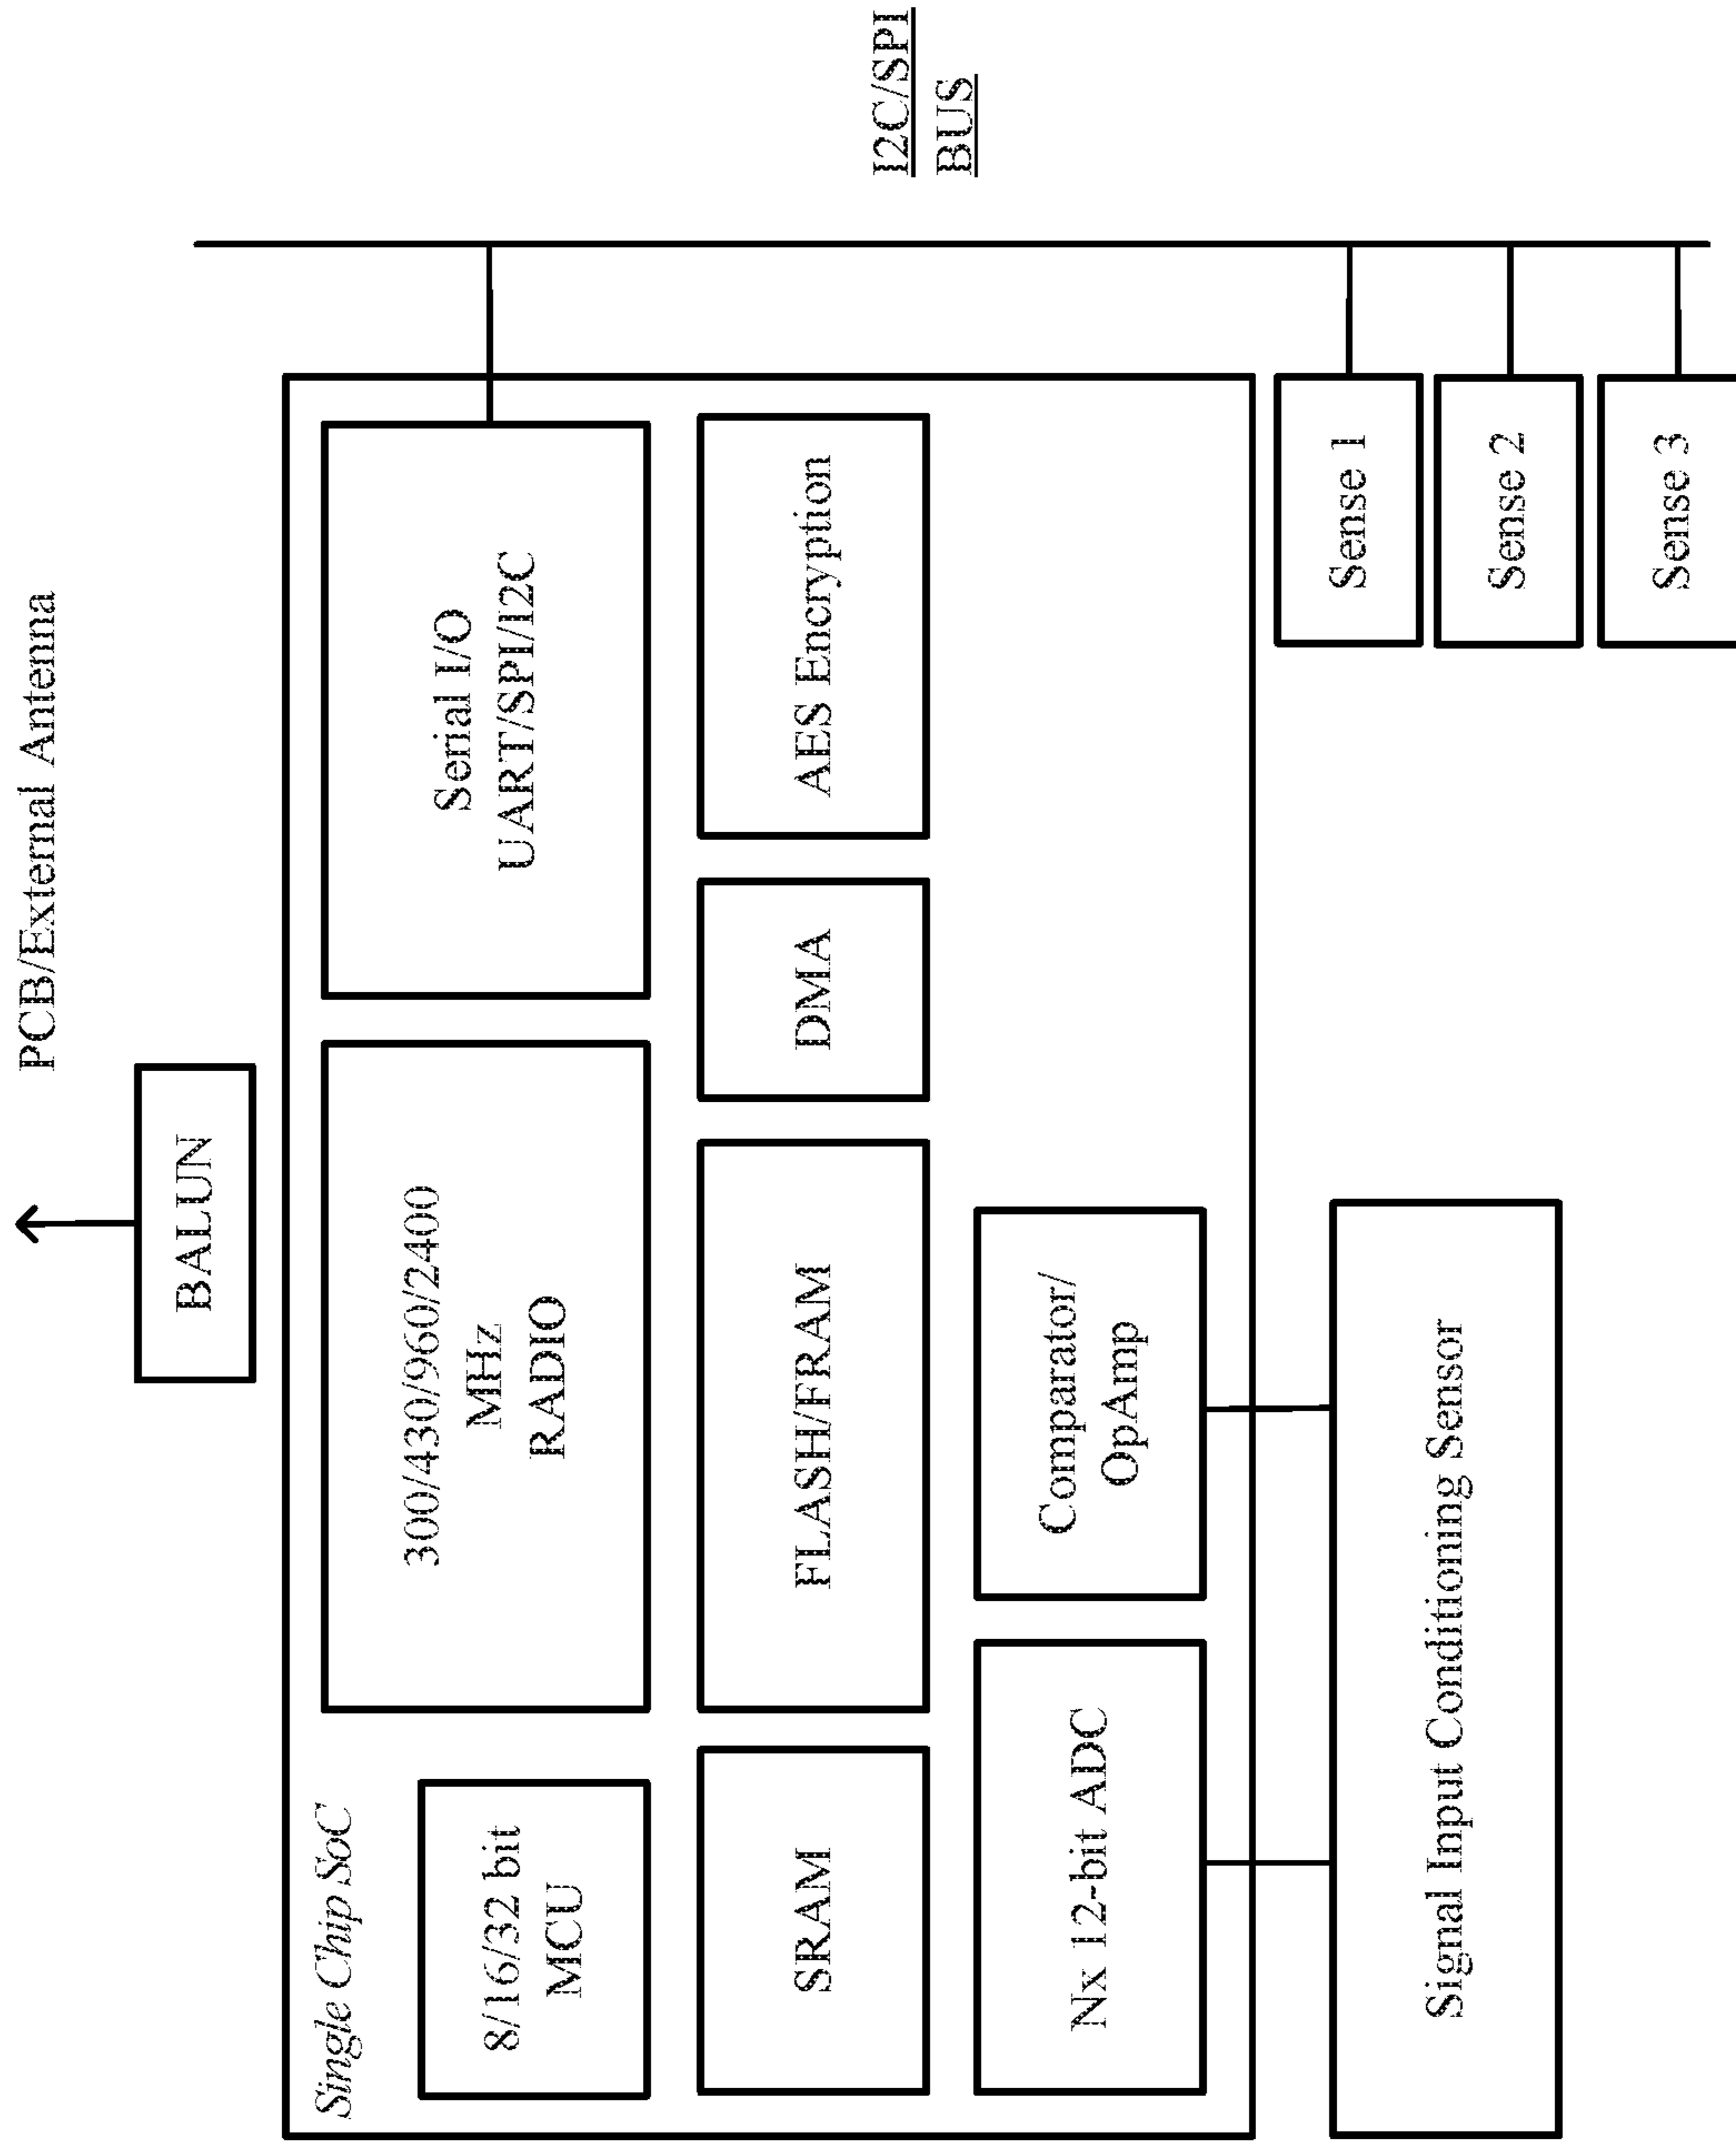 PCB/External Antenna
BALUN
Single Chip SoC
8/16/32 bit
MCU
300/430/960/2400
MHz
RADIO
Serial I/O
UART/SPI/I2C
SRAM
FLASH/FRAM
DMA
AES Encryption
Nx 12-bit ADC
Comparator/
OpAmp
I2C/SPI
BUS
Signal Input Conditioning Sensor
Sense 1
Sense 2
Sense 3